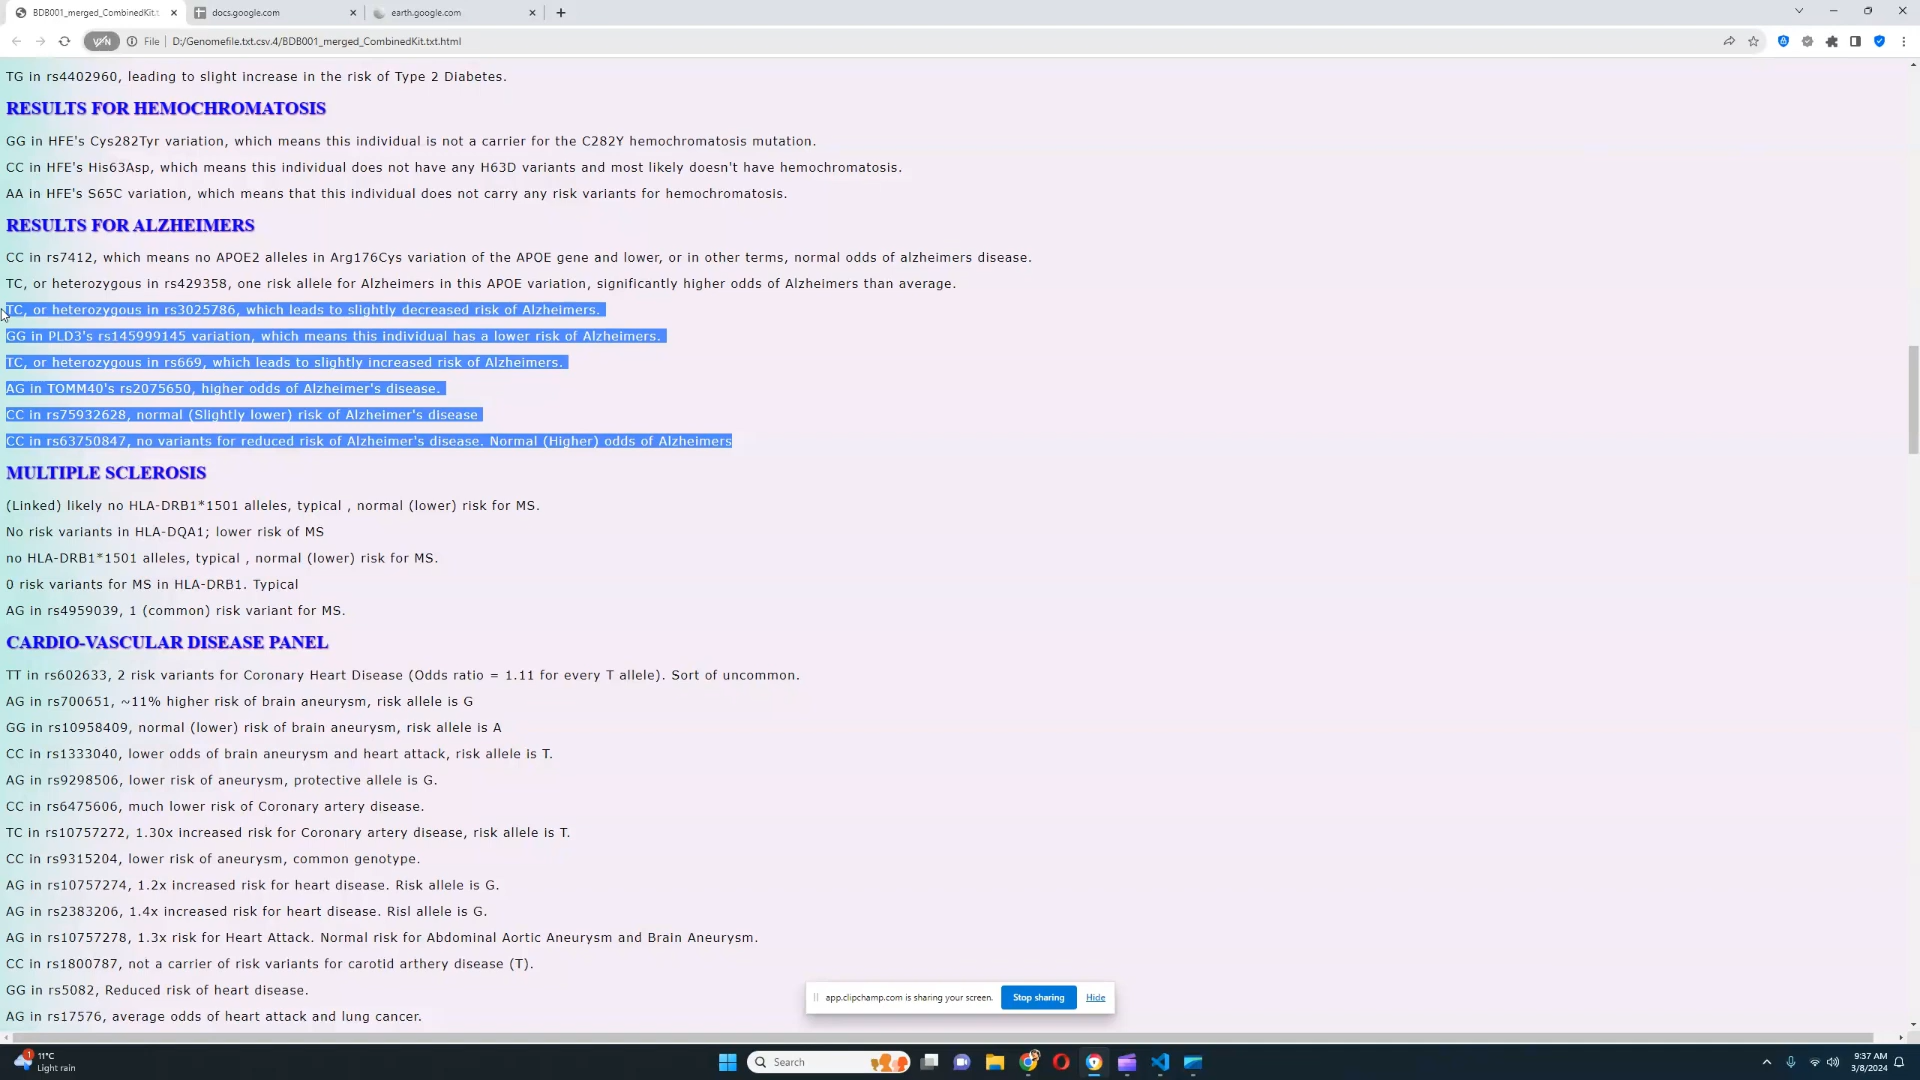 BDB001_merged_CombinedKit.t
docs.google.com
earth.google.com
VPN
File
D:/Genomefile.txt.csv.4/BDB001_merged_CombinedKit.txt.html
TG in rs4402960, leading to slight increase in the risk of Type 2 Diabetes.
RESULTS FOR HEMOCHROMATOSIS
GG in HFE's Cys282Tyr variation, which means this individual is not a carrier for the C282Y hemochromatosis mutation.
CC in HFE's His63Asp, which means this individual does not have any H63D variants and most likely doesn't have hemochromatosis.
AA in HFE's S65C variation, which means that this individual does not carry any risk variants for hemochromatosis.
RESULTS FOR ALZHEIMERS
CC in rs7412, which means no APOE2 alleles in Arg176Cys variation of the APOE gene and lower, or in other terms, normal odds of alzheimers disease.
TC, or heterozygous in rs429358, one risk allele for Alzheimers in this APOE variation, significantly higher odds of Alzheimers than average.
TC, or heterozygous in rs3025786, which leads to slightly decreased risk of Alzheimers.
GG in PLD3's rs145999145 variation, which means this individual has a lower risk of Alzheimers.
TC, or heterozygous in rs669, which leads to slightly increased risk of Alzheimers.
AG in TOMM40's rs2075650, higher odds of Alzheimer's disease.
CC in rs75932628, normal (Slightly lower) risk of Alzheimer's disease
CC in rs63750847, no variants for reduced risk of Alzheimer's disease. Normal (Higher) odds of Alzheimers
MULTIPLE SCLEROSIS
(Linked) likely no HLA-DRB1*1501 alleles, typical , normal (lower) risk for MS.
No risk variants in HLA-DQA1; lower risk of MS
no HLA-DRB1*1501 alleles, typical , normal (lower) risk for MS.
0 risk variants for MS in HLA-DRB1. Typical
AG in rs4959039, 1 (common) risk variant for MS.
CARDIO-VASCULAR DISEASE PANEL
TT in rs602633, 2 risk variants for Coronary Heart Disease (Odds ratio = 1.11 for every T allele). Sort of uncommon.
AG in rs700651, ~11% higher risk of brain aneurysm, risk allele is G
GG in rs10958409, normal (lower) risk of brain aneurysm, risk allele is A
CC in rs1333040, lower odds of brain aneurysm and heart attack, risk allele is T.
AG in rs9298506, lower risk of aneurysm, protective allele is G.
CC in rs6475606, much lower risk of Coronary artery disease.
TC in rs10757272, 1.30x increased risk for Coronary artery disease, risk allele is T.
CC in rs9315204, lower risk of aneurysm, common genotype.
AG in rs10757274, 1.2x increased risk for heart disease. Risk allele is G.
AG in rs2383206, 1.4x increased risk for heart disease. Risl allele is G.
AG in rs10757278, 1.3x risk for Heart Attack. Normal risk for Abdominal Aortic Aneurysm and Brain Aneurysm.
CC in rs1800787, not a carrier of risk variants for carotid arthery disease (T).
GG in rs5082, Reduced risk of heart disease.
AG in rs17576, average odds of heart attack and lung cancer.
app.clipchamp.com is sharing your screen.
Stop sharing
Hide
1
11°C
Light rain
Search
9:37 AM
3/8/2024